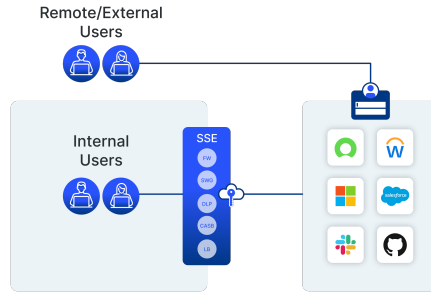 Remote/External
Users
Internal
Users
SSE
FW
SWG
DLP
CASB
LB
W
salesforce